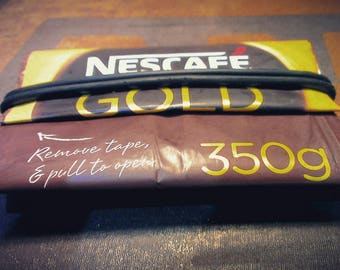 NESCAFÉ
GOLD
Remove tape,
& pull to open.
350g